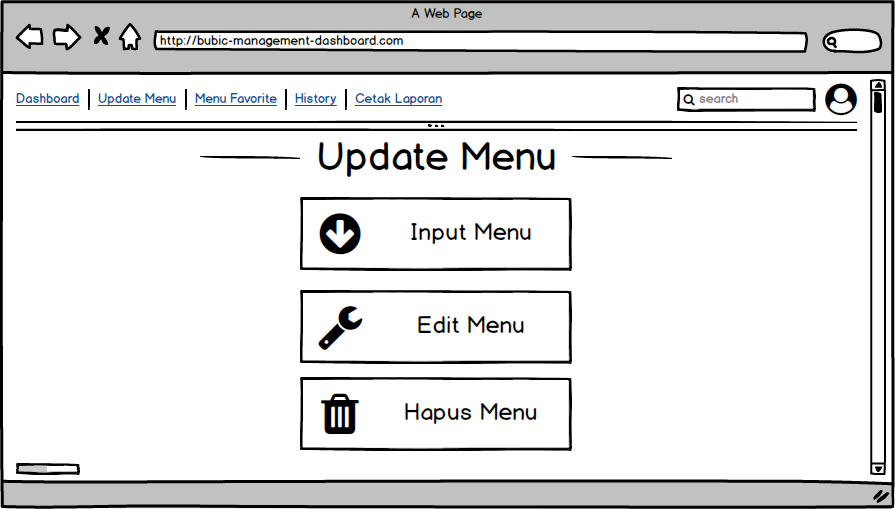 A Web Page
http://bubic-management-dashboard.com
Dashboard Update Menu Menu Favorite History Cetak Laporan search
Update Menu
Input Menu
Edit Menu
Hapus Menu